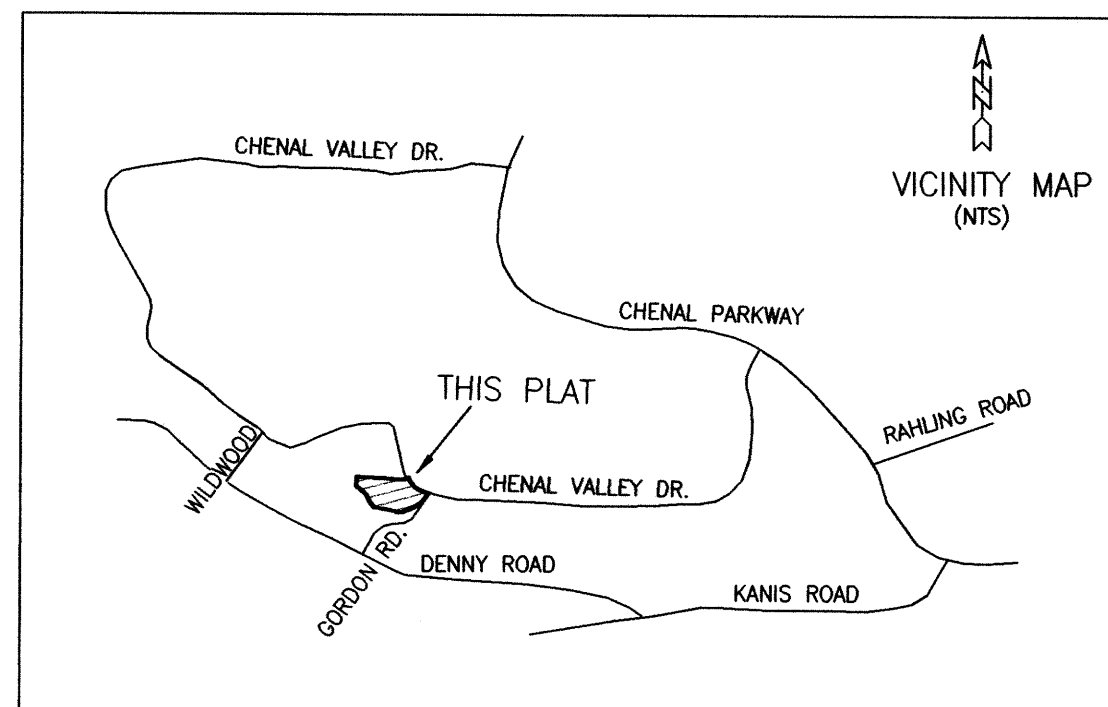 CHENAL VALLEY DR.
N
VICINITY MAP
(NTS)
CHENAL PARKWAY
THIS PLAT
RAHLING ROAD
WILDWOOD
CHENAL VALLEY DR.
GORDON RD.
DENNY ROAD
KANIS ROAD